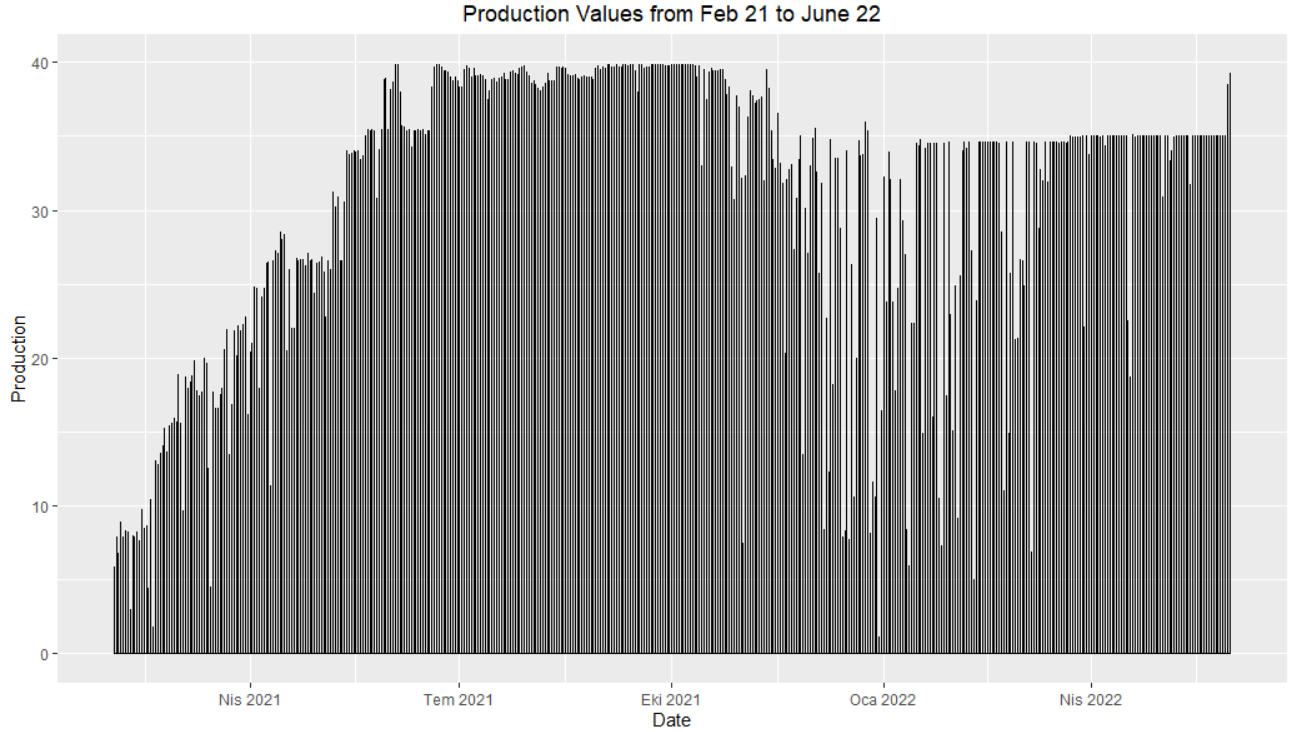 Production Values from Feb 21 to June 22
40
30
20
10
0
Production
Nis 2021 Tem 2021 Eki 2021 Oca 2022 Nis 2022
Date